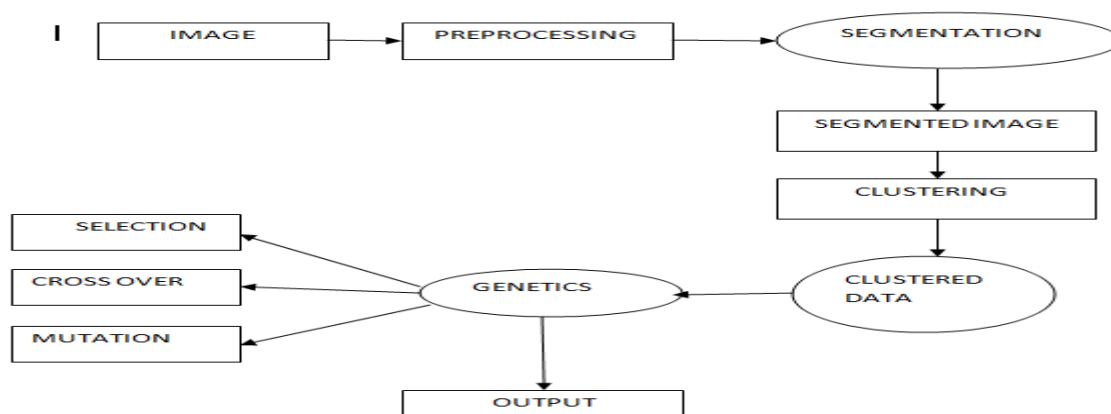 I
IMAGE
PREPROCESSING
SEGMENTATION
SEGMENTED IMAGE
CLUSTERING
CLUSTERED
DATA
GENETICS
SELECTION
CROSS OVER
MUTATION
OUTPUT